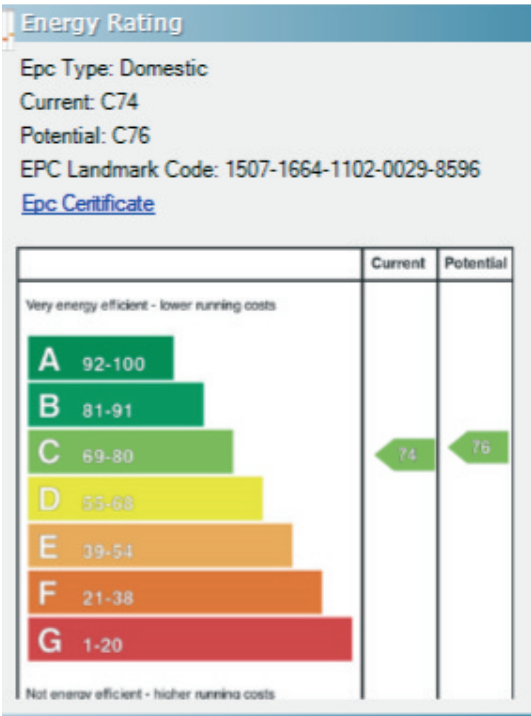 Energy Rating
Epc Type: Domestic
Current: C74
Potential: C76
EPC Landmark Code: 1507-1664-1102-0029-8596
Epc Ceritificate
Current Potential
Very energy efficient - lower running costs
A 92-100
B 81-91
C 69-80 74 76
D 55-68
E 39-54
F 21-38
G 1-20
Not energy efficient - higher running costs